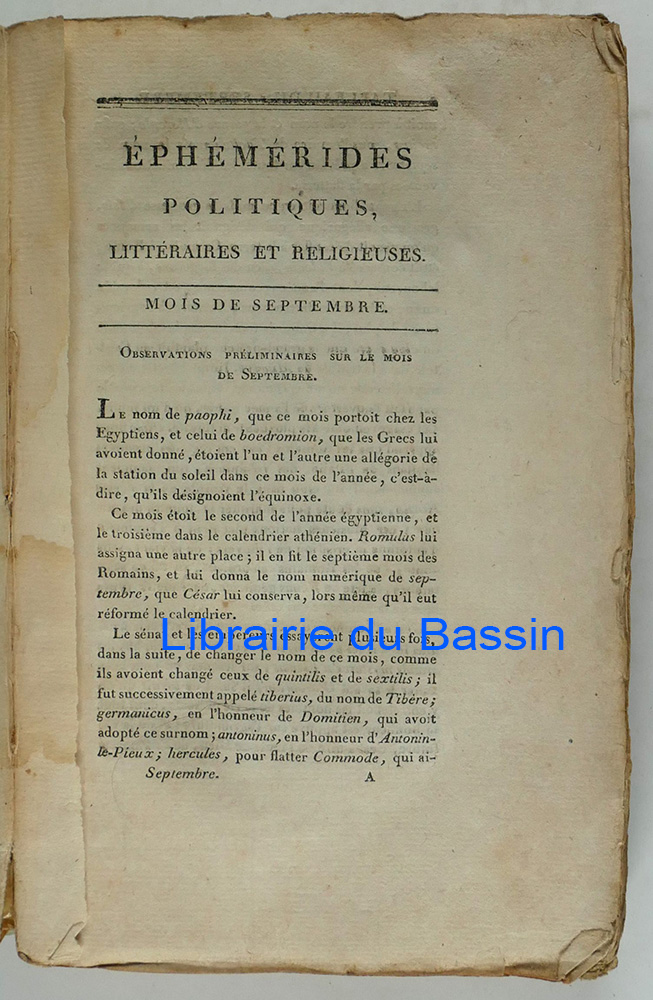 ÉPHÉMÉRIDES
POLITIQUES,
LITTÉRAIRES ET RELIGIEUSES.
MOIS DE SEPTEMBRE.
OBSERVATIONS PRÉLIMINAIRES SUR LE MOIS
DE SEPTEMBRE.
LE nom de paophi, que ce mois portoit chez les
Egyptiens, et celui de boedromion, que les Grecs lui
avoient donné, étoient l'un et l'autre une allégorie de
la station du soleil dans ce mois de l'année, c'est-à-
dire, qu'ils désignoient l'équinoxe.
Ce mois étoit le second de l'année égyptienne, et
le troisième dans le calendrier athénien. Romulus lui
assigna une autre place; il en fit le septième mois des
Romains, et lui donna le nom numérique de sep-
tembre, que César lui conserva, lors même qu'il eut
réformé le calendrier.
Le sénat et les empereurs essayèrent plusieurs fois,
dans la suite, de changer le nom de ce mois, comme
ils avoient changé ceux de quintilis et de sextilis; il
fut successivement appelé tiberius, du nom de Tibère;
germanicus, en l'honneur de Domitien, qui avoit
adopté ce surnom; antoninus, en l'honneur d'Antonin-
le-Pieux; hercules, pour flatter Commode, qui ai-
Septembre. A
Librairie du Bassin